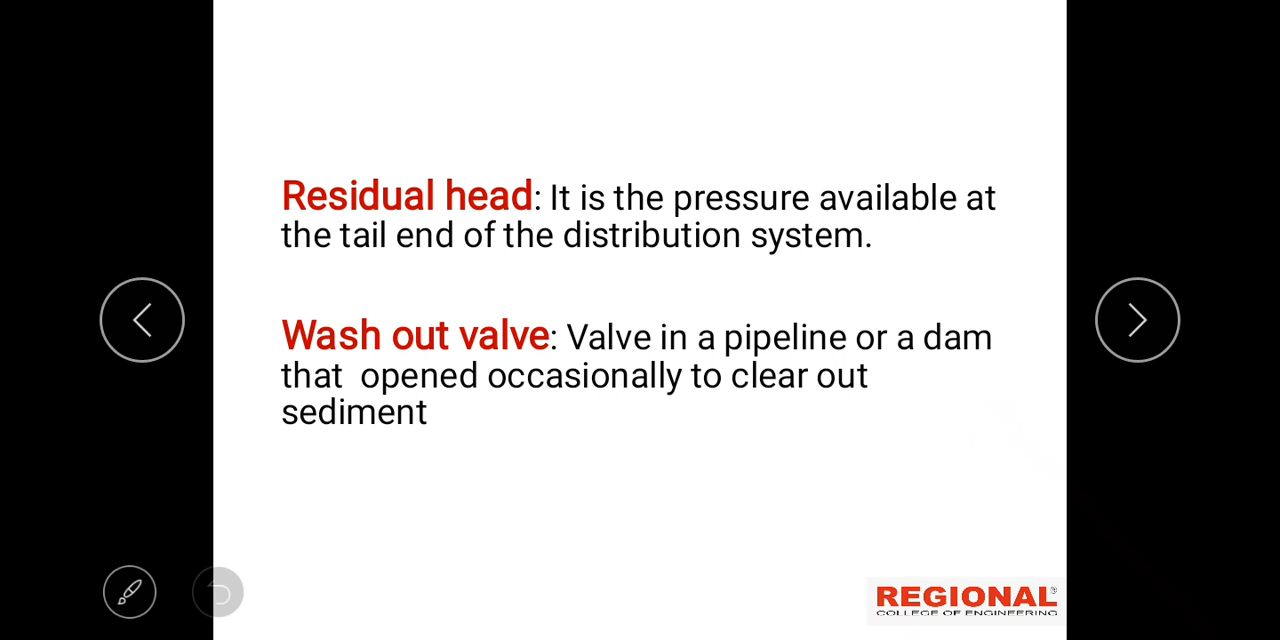 Residual head: It is the pressure available at
the tail end of the distribution system.
Wash out valve: Valve in a pipeline or a dam
that  opened occasionally to clear out
sediment
REGIONAL®
COLLEGE OF ENGINEERING